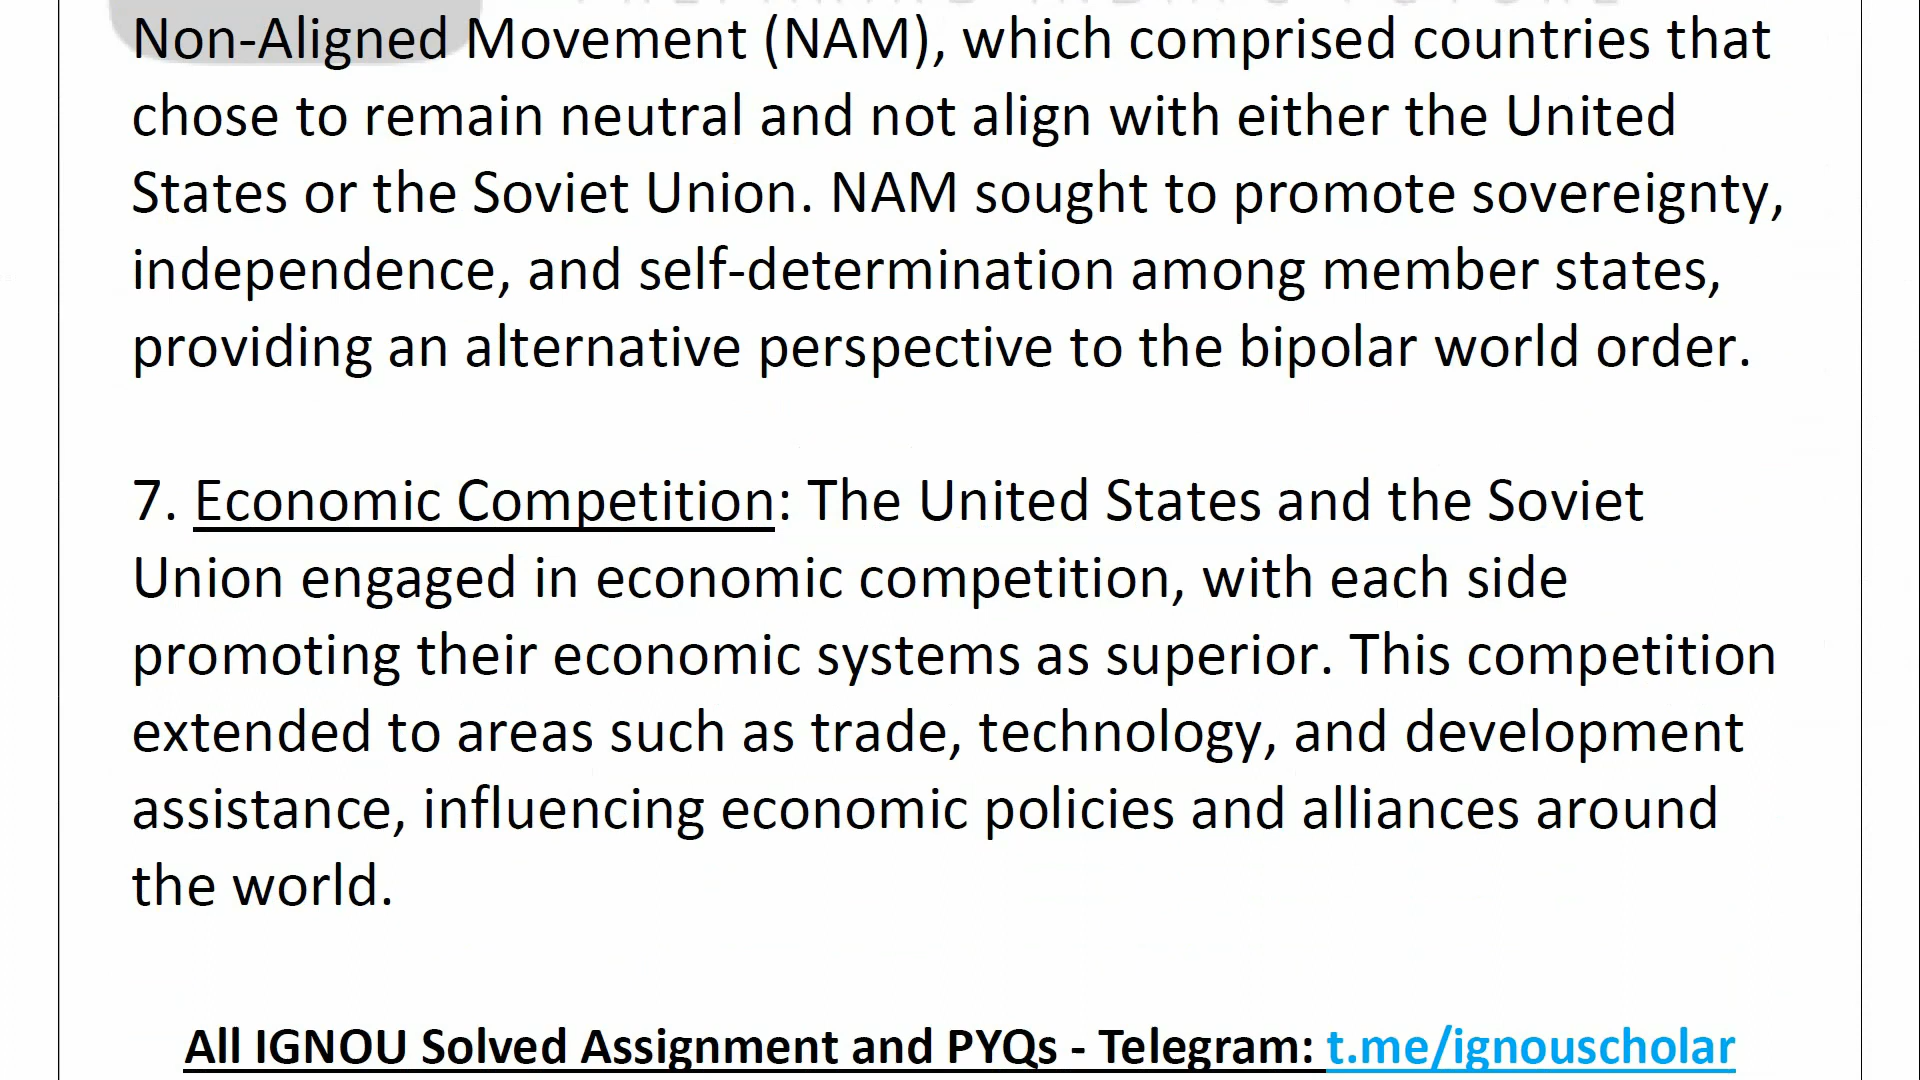 Non-Aligned Movement (NAM), which comprised countries that
chose to remain neutral and not align with either the United
States or the Soviet Union. NAM sought to promote sovereignty,
independence, and self-determination among member states,
providing an alternative perspective to the bipolar world order.
7. Economic Competition: The United States and the Soviet
Union engaged in economic competition, with each side
promoting their economic systems as superior. This competition
extended to areas such as trade, technology, and development
assistance, influencing economic policies and alliances around
the world.
All IGNOU Solved Assignment and PYQs - Telegram: t.me/ignouscholar